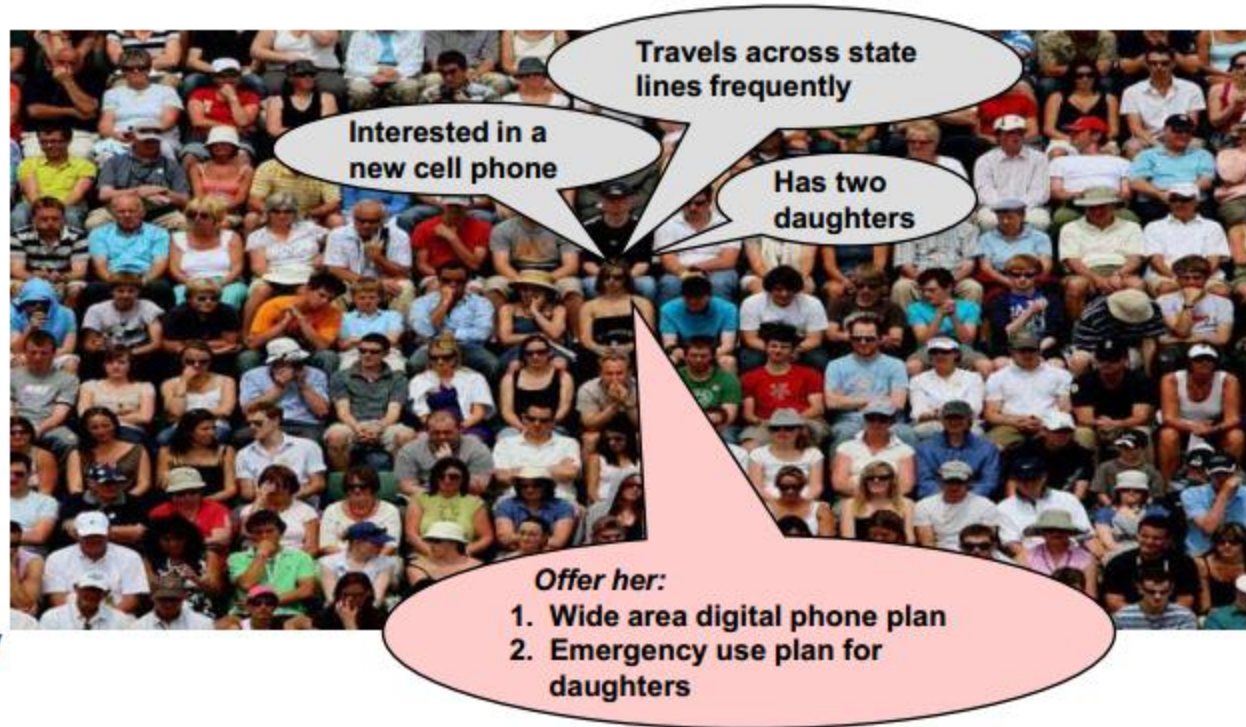 Travels across state
lines frequently
Interested in a
new cell phone
Has two
daughters
Offer her:
1. Wide area digital phone plan
2. Emergency use plan for
daughters